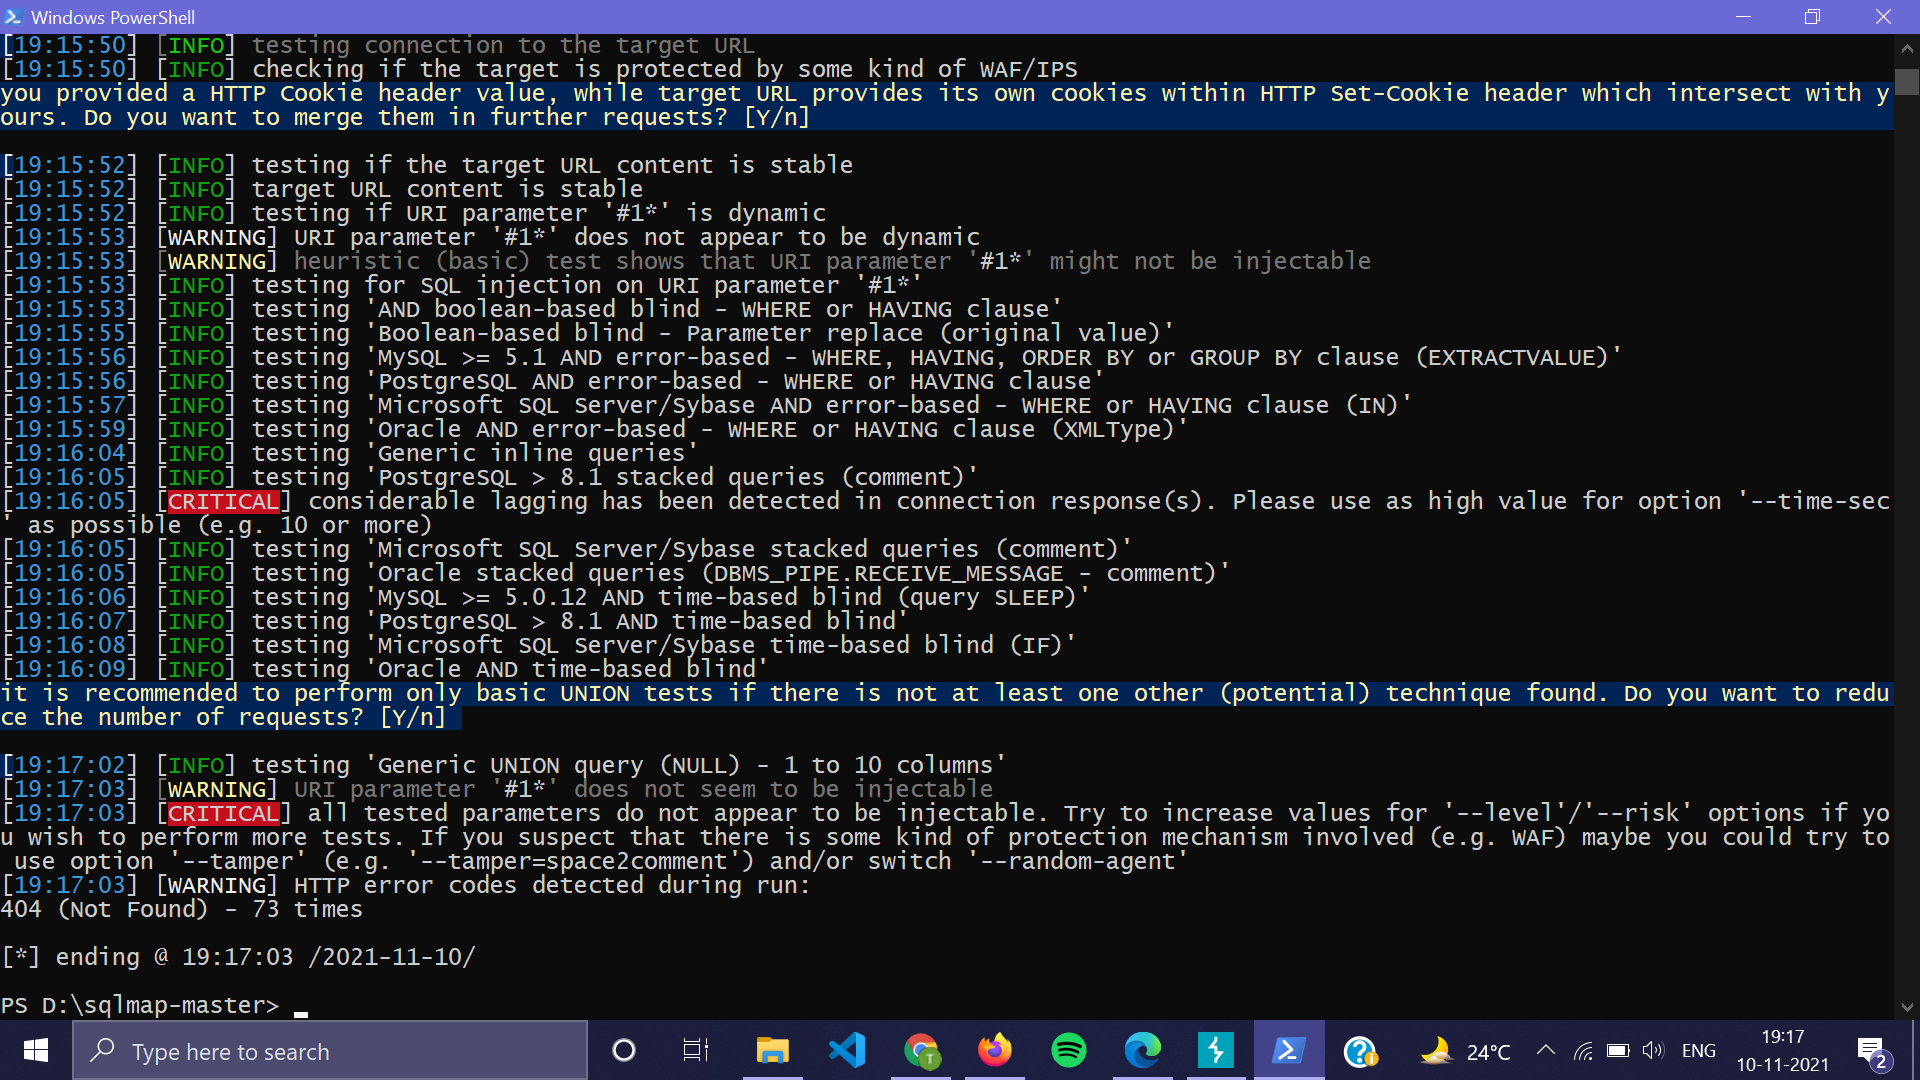 Windows PowerShell
[19:15:50] [INFO] testing connection to the target URL
[19:15:50] [INFO] checking if the target is protected by some kind of WAF/IPS
you provided a HTTP Cookie header value, while target URL provides its own cookies within HTTP Set-Cookie header which intersect with y
ours. Do you want to merge them in further requests? [Y/n]
[19:15:52] [INFO] testing if the target URL content is stable
[19:15:52] [INFO] target URL content is stable
[19:15:52] [INFO] testing if URI parameter '#1*' is dynamic
[19:15:53] [WARNING] URI parameter '#1*' does not appear to be dynamic
[19:15:53] [WARNING] heuristic (basic) test shows that URI parameter '#1*' might not be injectable
[19:15:53] [INFO] testing for SQL injection on URI parameter '#1*'
[19:15:53] [INFO] testing 'AND boolean-based blind - WHERE or HAVING clause'
[19:15:55] [INFO] testing 'Boolean-based blind - Parameter replace (original value)'
[19:15:56] [INFO] testing 'MySQL >= 5.1 AND error-based - WHERE, HAVING, ORDER BY or GROUP BY clause (EXTRACTVALUE)'
[19:15:56] [INFO] testing 'PostgreSQL AND error-based - WHERE or HAVING clause'
[19:15:57] [INFO] testing 'Microsoft SQL Server/Sybase AND error-based - WHERE or HAVING clause (IN)'
[19:15:59] [INFO] testing 'Oracle AND error-based - WHERE or HAVING clause (XMLType)'
[19:16:04] [INFO] testing 'Generic inline queries'
[19:16:05] [INFO] testing 'PostgreSQL > 8.1 stacked queries (comment)'
[19:16:05] [CRITICAL] considerable lagging has been detected in connection response(s). Please use as high value for option '--time-sec
' as possible (e.g. 10 or more)
[19:16:05] [INFO] testing 'Microsoft SQL Server/Sybase stacked queries (comment)'
[19:16:05] [INFO] testing 'Oracle stacked queries (DBMS_PIPE.RECEIVE_MESSAGE - comment)'
[19:16:06] [INFO] testing 'MySQL >= 5.0.12 AND time-based blind (query SLEEP)'
[19:16:07] [INFO] testing 'PostgreSQL > 8.1 AND time-based blind'
[19:16:08] [INFO] testing 'Microsoft SQL Server/Sybase time-based blind (IF)'
[19:16:09] [INFO] testing 'Oracle AND time-based blind'
it is recommended to perform only basic UNION tests if there is not at least one other (potential) technique found. Do you want to redu
ce the number of requests? [Y/n]
[19:17:02] [INFO] testing 'Generic UNION query (NULL) - 1 to 10 columns'
[19:17:03] [WARNING] URI parameter '#1*' does not seem to be injectable
[19:17:03] [CRITICAL] all tested parameters do not appear to be injectable. Try to increase values for '--level'/'--risk' options if yo
u wish to perform more tests. If you suspect that there is some kind of protection mechanism involved (e.g. WAF) maybe you could try to
 use option '--tamper' (e.g. '--tamper=space2comment') and/or switch '--random-agent'
[19:17:03] [WARNING] HTTP error codes detected during run:
404 (Not Found) - 73 times
[*] ending @ 19:17:03 /2021-11-10/
PS D:\sqlmap-master>
Type here to search
T
24°C
ENG
19:17
10-11-2021
2